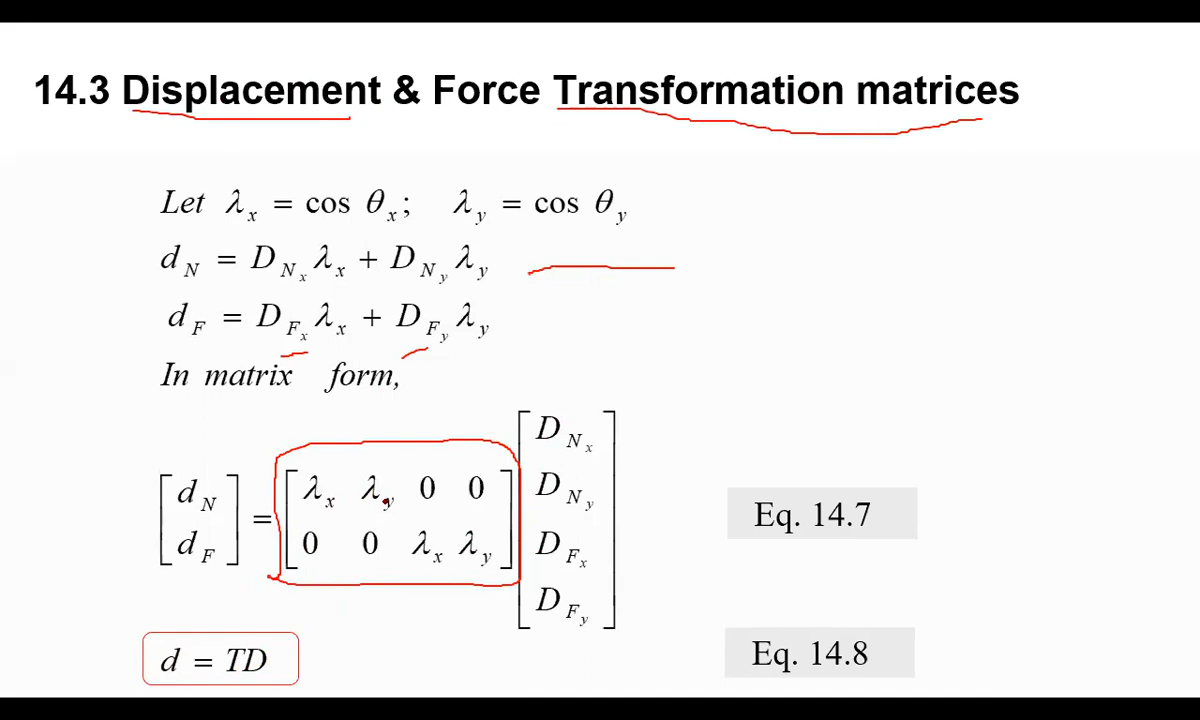 14.3 Displacement & Force Transformation matrices
Let λx = cos θx; λy = cos θy
dN = DNx λx + DNy λy
dF = DFx λx + DFy λy
In matrix form,
[dN dF] = [λx λy 0 0; 0 0 λx λy] [DNx DNy DFx DFy]
Eq. 14.7
d = TD
Eq. 14.8